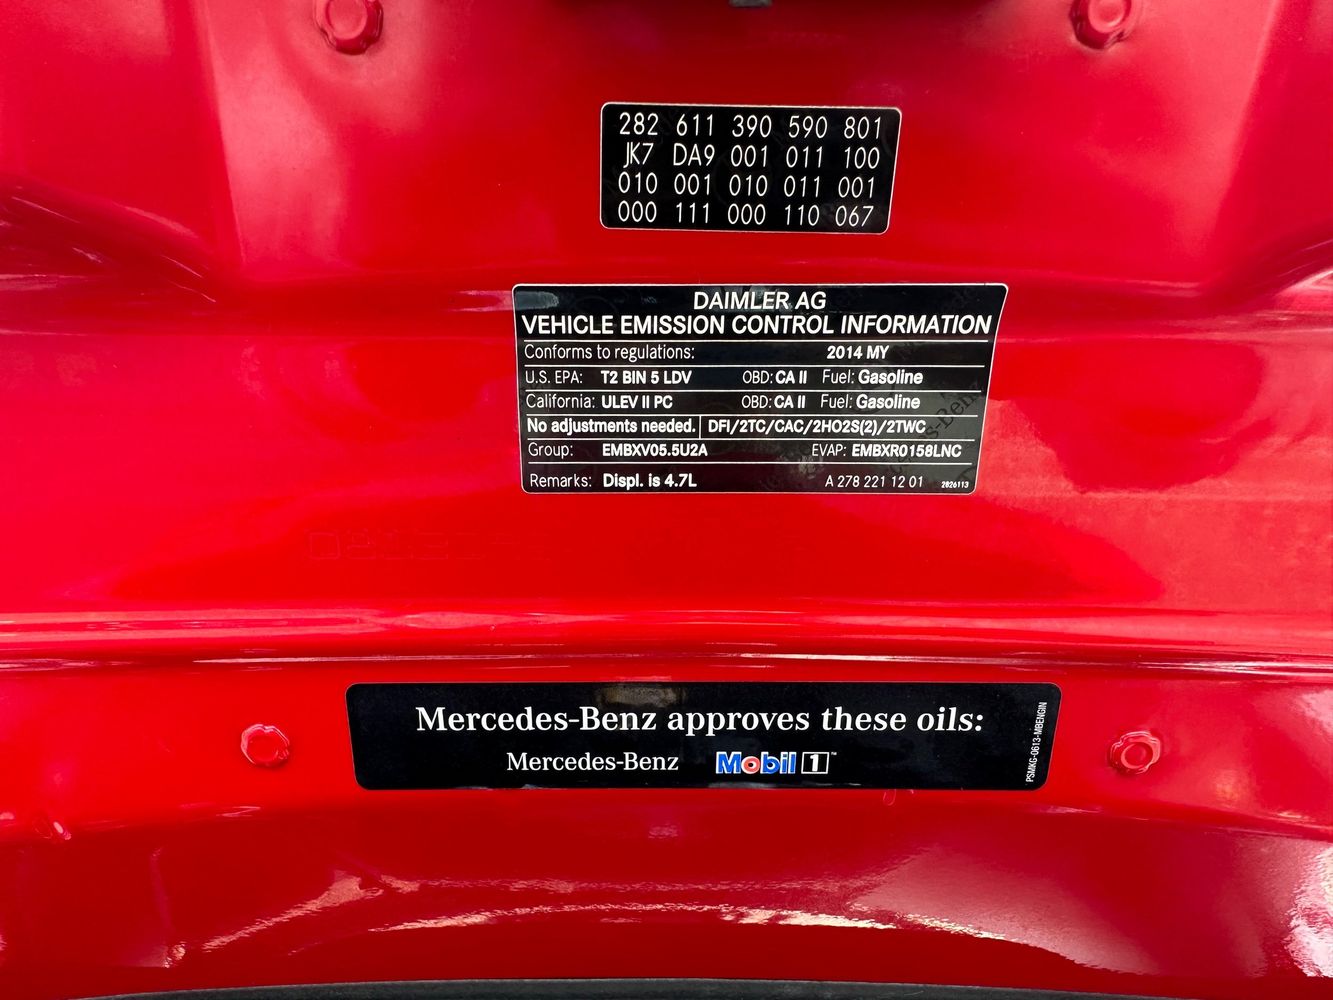 282 611 390 590 801
JK7 DA9 001 011 100
010 001 010 011 001
000 111 000 110 067
DAIMLER AG
VEHICLE EMISSION CONTROL INFORMATION
Conforms to regulations: 2014 MY
U.S. EPA: T2 BIN 5 LDV OBD: CA II Fuel: Gasoline
California: ULEV II PC OBD: CA II Fuel: Gasoline
No adjustments needed. DFI/2TC/CAC/2HO2S(2)/2TWC
Group: EMBXV05.5U2A EVAP: EMBXR0158LNC
Remarks: Displ. is 4.7L A 278 221 12 01 2826113
Mercedes-Benz approves these oils:
Mercedes-Benz Mobil 1™
PSMKG-0613-MBENGIN